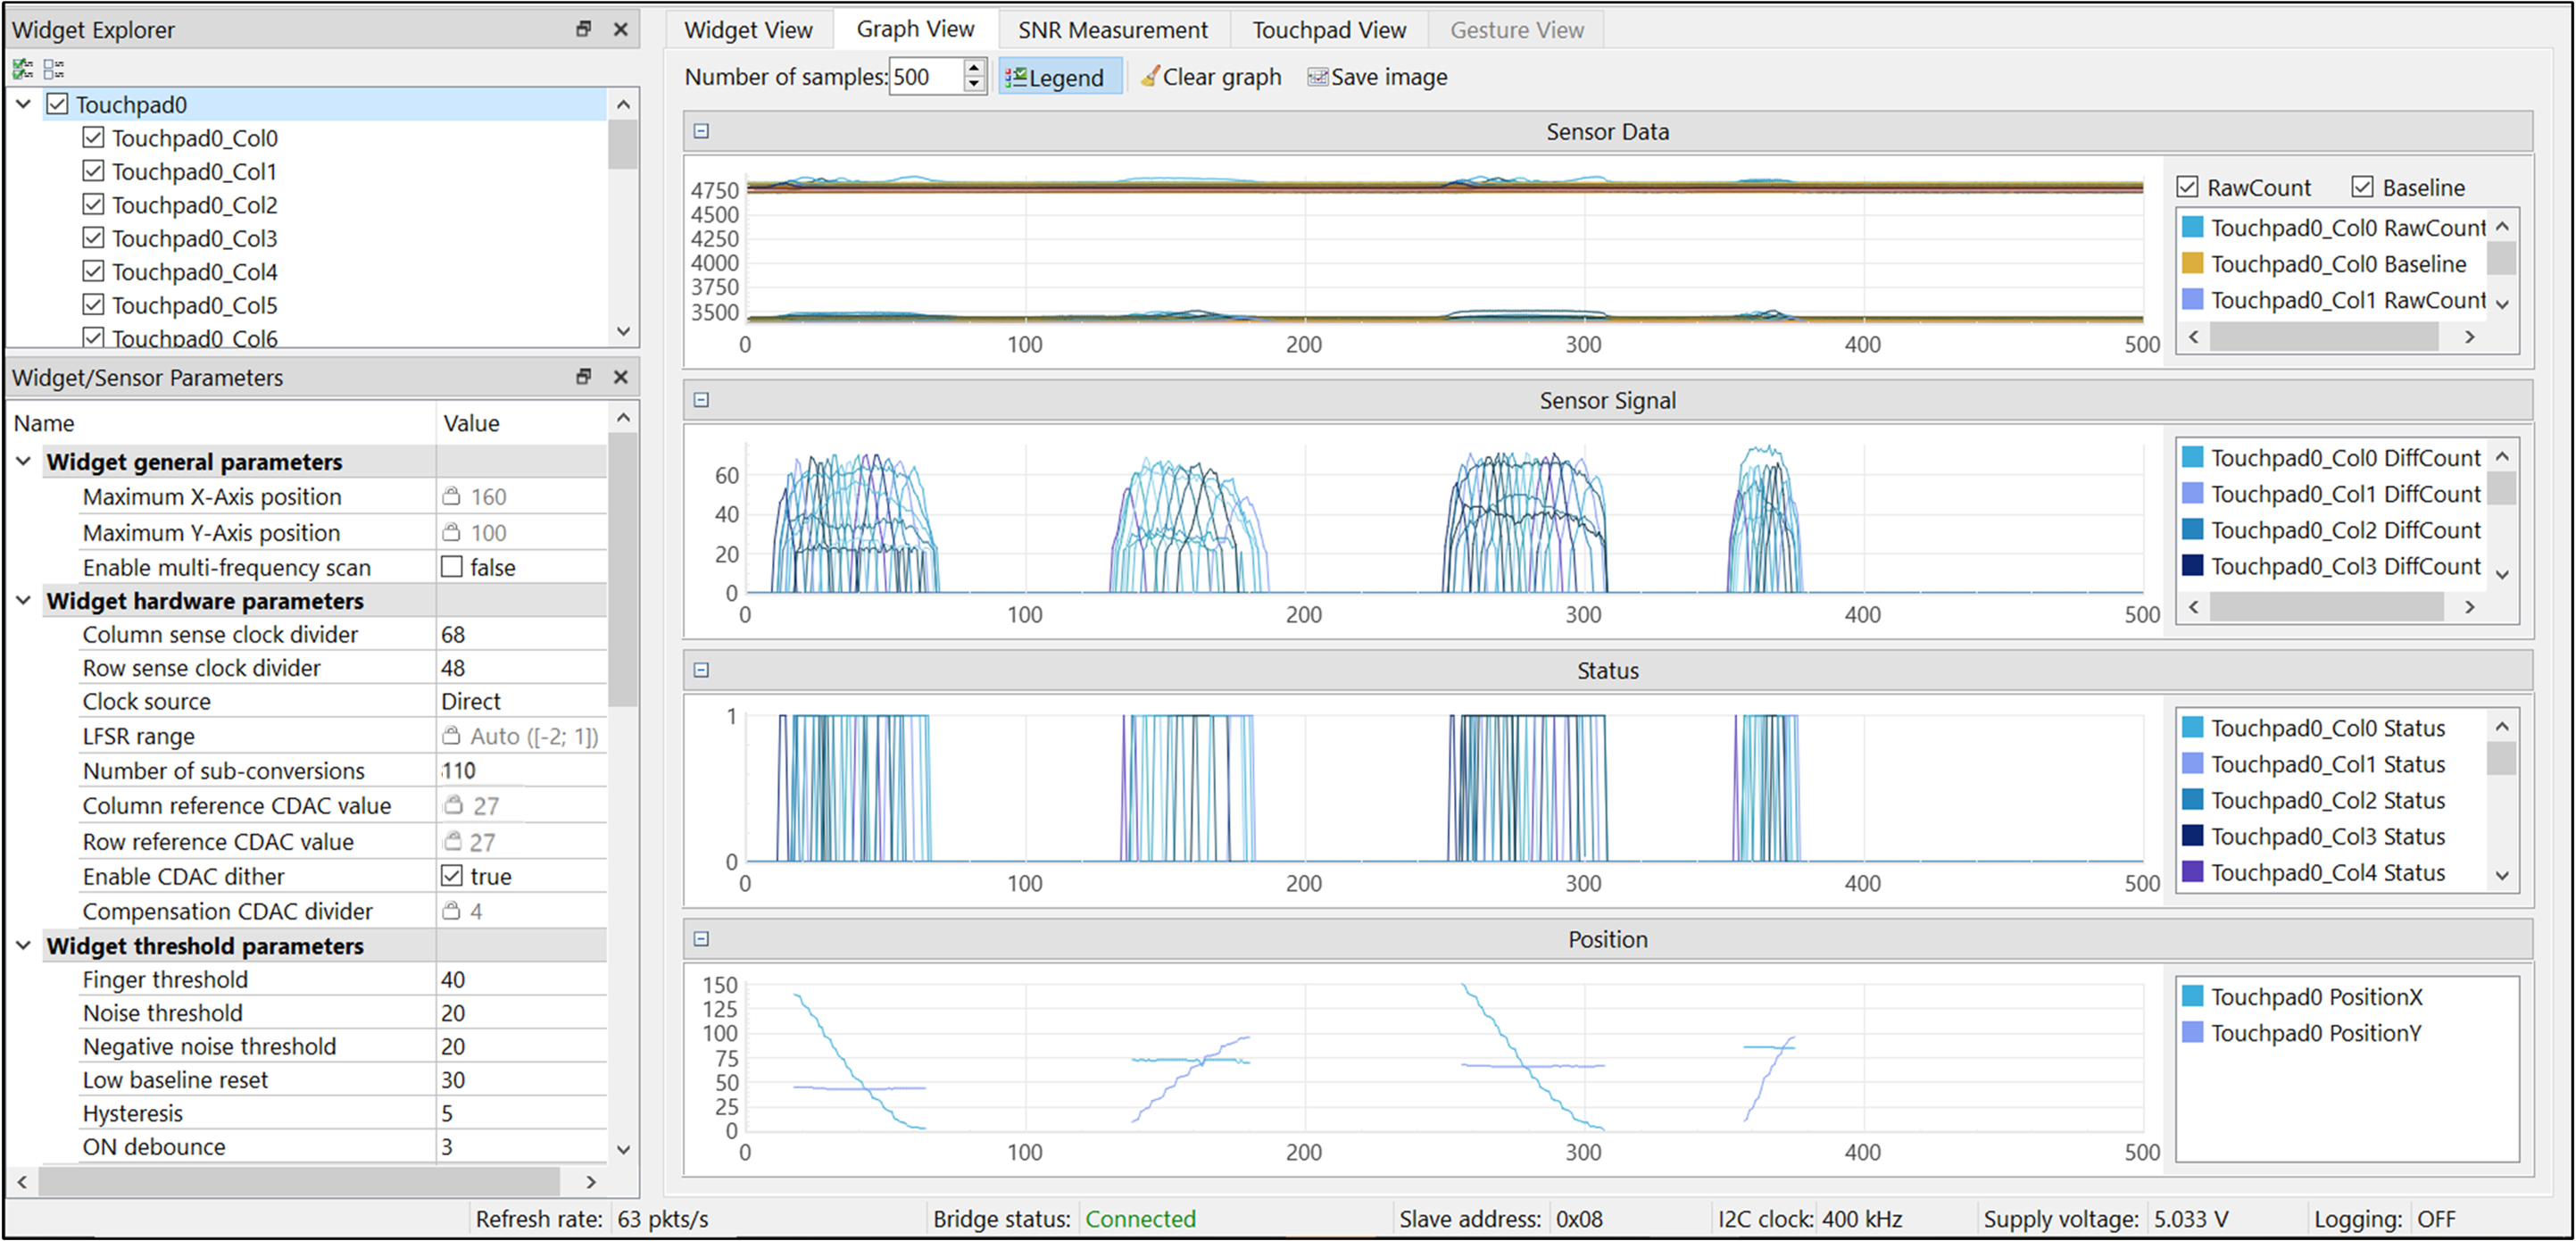 Widget Explorer
Touchpad0
Touchpad0_Col0
Touchpad0_Col1
Touchpad0_Col2
Touchpad0_Col3
Touchpad0_Col4
Touchpad0_Col5
Touchpad0_Col6
Widget/Sensor Parameters
Name Value
Widget general parameters
Maximum X-Axis position 160
Maximum Y-Axis position 100
Enable multi-frequency scan false
Widget hardware parameters
Column sense clock divider 68
Row sense clock divider 48
Clock source Direct
LFSR range Auto ([-2; 1])
Number of sub-conversions 110
Column reference CDAC value 27
Row reference CDAC value 27
Enable CDAC dither true
Compensation CDAC divider 4
Widget threshold parameters
Finger threshold 40
Noise threshold 20
Negative noise threshold 20
Low baseline reset 30
Hysteresis 5
ON debounce 3
Widget View Graph View SNR Measurement Touchpad View Gesture View
Number of samples: 500 Legend Clear graph Save image
Sensor Data
4750
4500
4250
4000
3750
3500
0 100 200 300 400 500
RawCount Baseline
Touchpad0_Col0 RawCount
Touchpad0_Col0 Baseline
Touchpad0_Col1 RawCount
Sensor Signal
60
40
20
0
0 100 200 300 400 500
Touchpad0_Col0 DiffCount
Touchpad0_Col1 DiffCount
Touchpad0_Col2 DiffCount
Touchpad0_Col3 DiffCount
Status
1
0
0 100 200 300 400 500
Touchpad0_Col0 Status
Touchpad0_Col1 Status
Touchpad0_Col2 Status
Touchpad0_Col3 Status
Touchpad0_Col4 Status
Position
150
125
100
75
50
25
0
0 100 200 300 400 500
Touchpad0 PositionX
Touchpad0 PositionY
Refresh rate: 63 pkts/s Bridge status: Connected Slave address: 0x08 I2C clock: 400 kHz Supply voltage: 5.033 V Logging: OFF